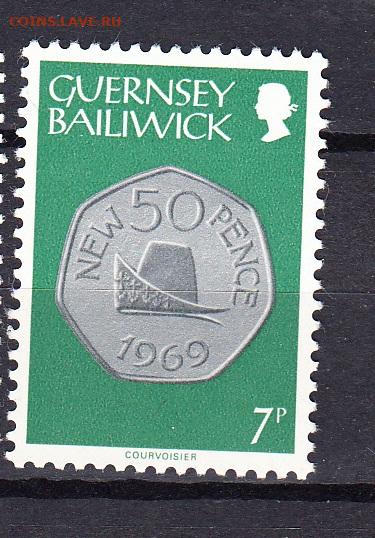 COINS.LAVE.RU
GUERNSEY
BAILIWICK
NEW 50 PENCE
1969
7P
COURVOISIER